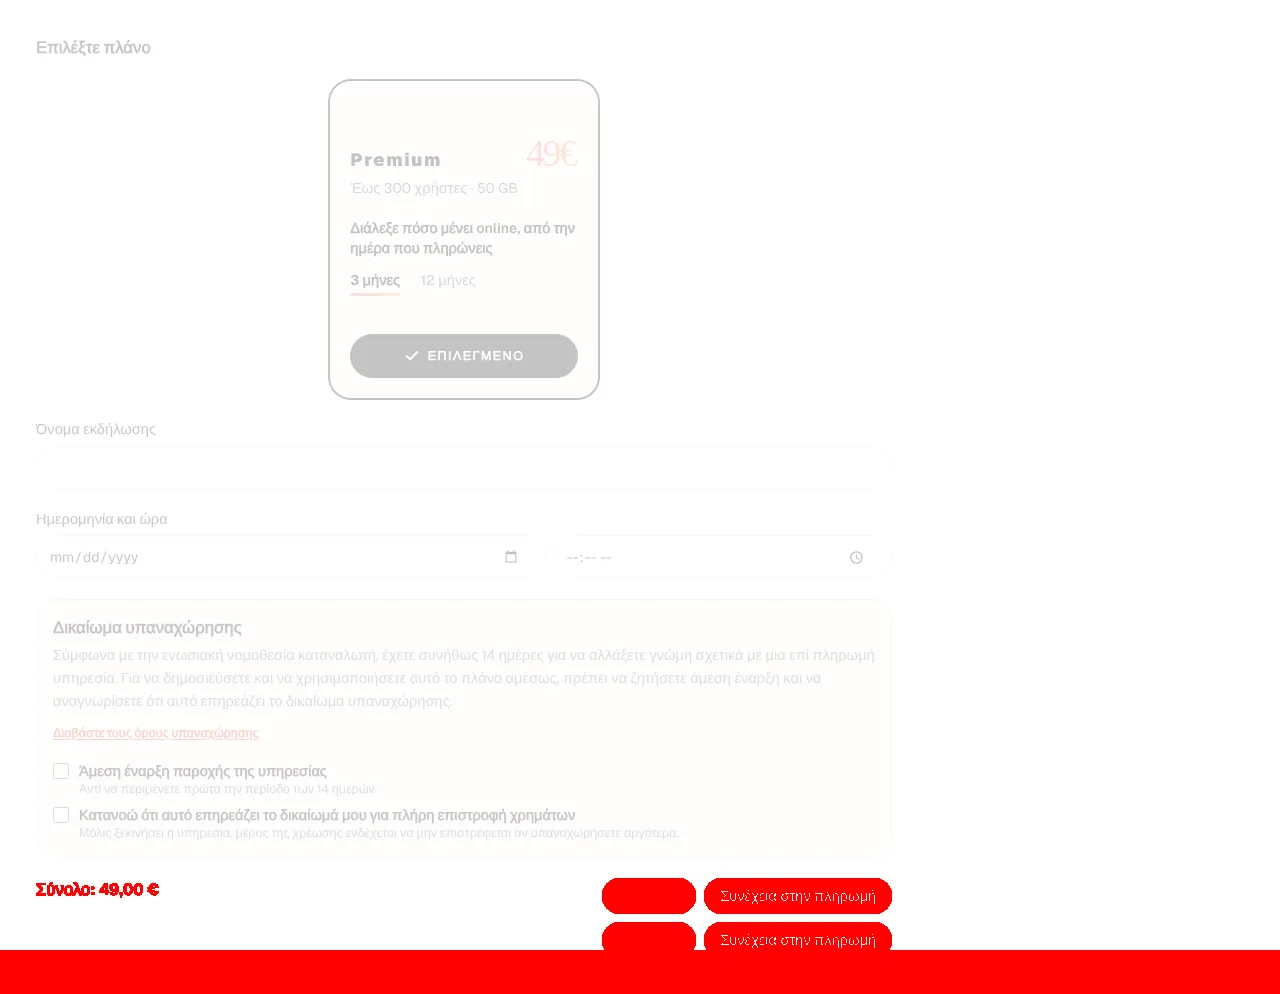 Επιλέξτε πλάνο
Premium 49€
Έως 300 χρήστες · 50 GB
Διάλεξε πόσο μένει online, από την
ημέρα που πληρώνεις
3 μήνες 12 μήνες
ΕΠΙΛΕΓΜΕΝΟ
Όνομα εκδήλωσης
Ημερομηνία και ώρα
mm/dd/yyyy --:-- --
Δικαίωμα υπαναχώρησης
Σύμφωνα με την ενωσιακή νομοθεσία καταναλωτή, έχετε συνήθως 14 ημέρες για να αλλάξετε γνώμη σχετικά με μια επί πληρωμή
υπηρεσία. Για να δημοσιεύσετε και να χρησιμοποιήσετε αυτό το πλάνο αμέσως, πρέπει να ζητήσετε άμεση έναρξη και να
αναγνωρίσετε ότι αυτό επηρεάζει το δικαίωμα υπαναχώρησης.
Διαβάστε τους όρους υπαναχώρησης
Άμεση έναρξη παροχής της υπηρεσίας
Αντί να περιμένετε πρώτα την περίοδο των 14 ημερών.
Κατανοώ ότι αυτό επηρεάζει το δικαίωμά μου για πλήρη επιστροφή χρημάτων
Μόλις ξεκινήσει η υπηρεσία, μέρος της χρέωσης ενδέχεται να μην επιστρέφεται αν υπαναχωρήσετε αργότερα.
Σύνολο: 49,00 €
Συνέχεια στην πληρωμή
Συνέχεια στην πληρωμή